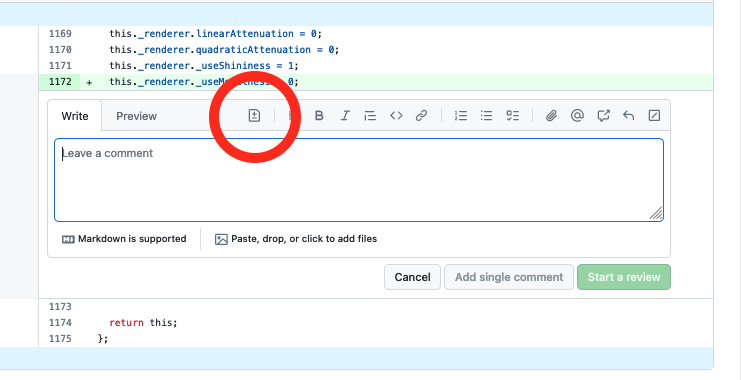 1169 this._renderer.linearAttenuation = 0;
1170 this._renderer.quadraticAttenuation = 0;
1171 this._renderer._useShininess = 1;
1172 + this._renderer._useM 0;
Write Preview B I
Leave a comment
Markdown is supported Paste, drop, or click to add files
Cancel Add single comment Start a review
1173
1174 return this;
1175 };